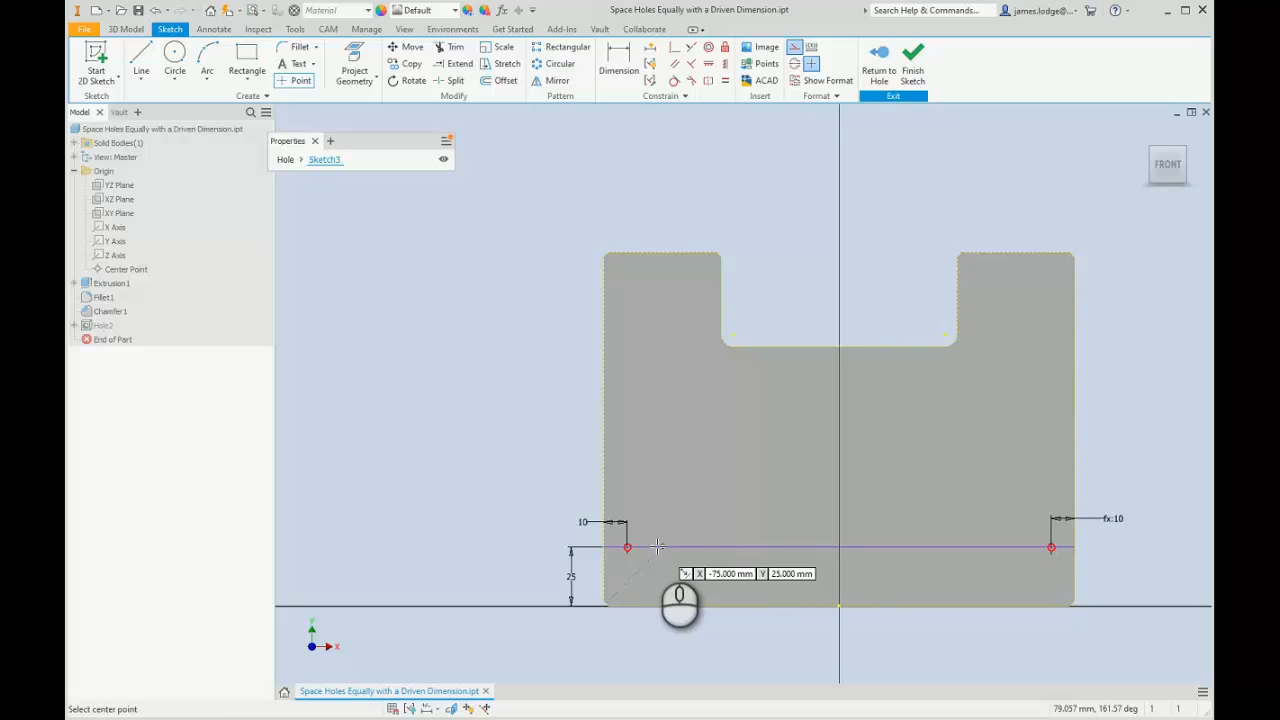 Material
Default
Space Holes Equally with a Driven Dimension.ipt
Search Help & Commands...
james.lodge@...
File
3D Model
Sketch
Annotate
Inspect
Tools
CAM
Manage
View
Environments
Get Started
Add-Ins
Vault
Collaborate
Start
2D Sketch
Line
Circle
Arc
Rectangle
Fillet
Text
Point
Project
Geometry
Move
Copy
Rotate
Trim
Extend
Split
Scale
Stretch
Offset
Rectangular
Circular
Mirror
Dimension
Image
Points
ACAD
Show Format
Return to
Hole
Finish
Sketch
Sketch
Create
Modify
Pattern
Constrain
Insert
Format
Exit
Model
Vault
Space Holes Equally with a Driven Dimension.ipt
Solid Bodies(1)
View: Master
Origin
YZ Plane
XZ Plane
XY Plane
X Axis
Y Axis
Z Axis
Center Point
Extrusion1
Fillet1
Chamfer1
Hole2
End of Part
Properties
Hole > Sketch3
FRONT
10
fx:10
25
X -75.000 mm Y 25.000 mm
Y
X
Space Holes Equally with a Driven Dimension.ipt
Select center point
79.057 mm, 161.57 deg 1 1